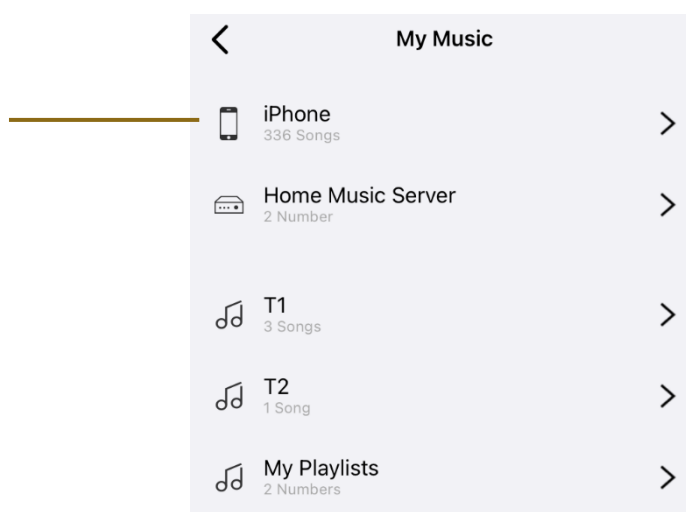 My Music
iPhone
336 Songs
Home Music Server
2 Number
T1
3 Songs
T2
1 Song
My Playlists
2 Numbers